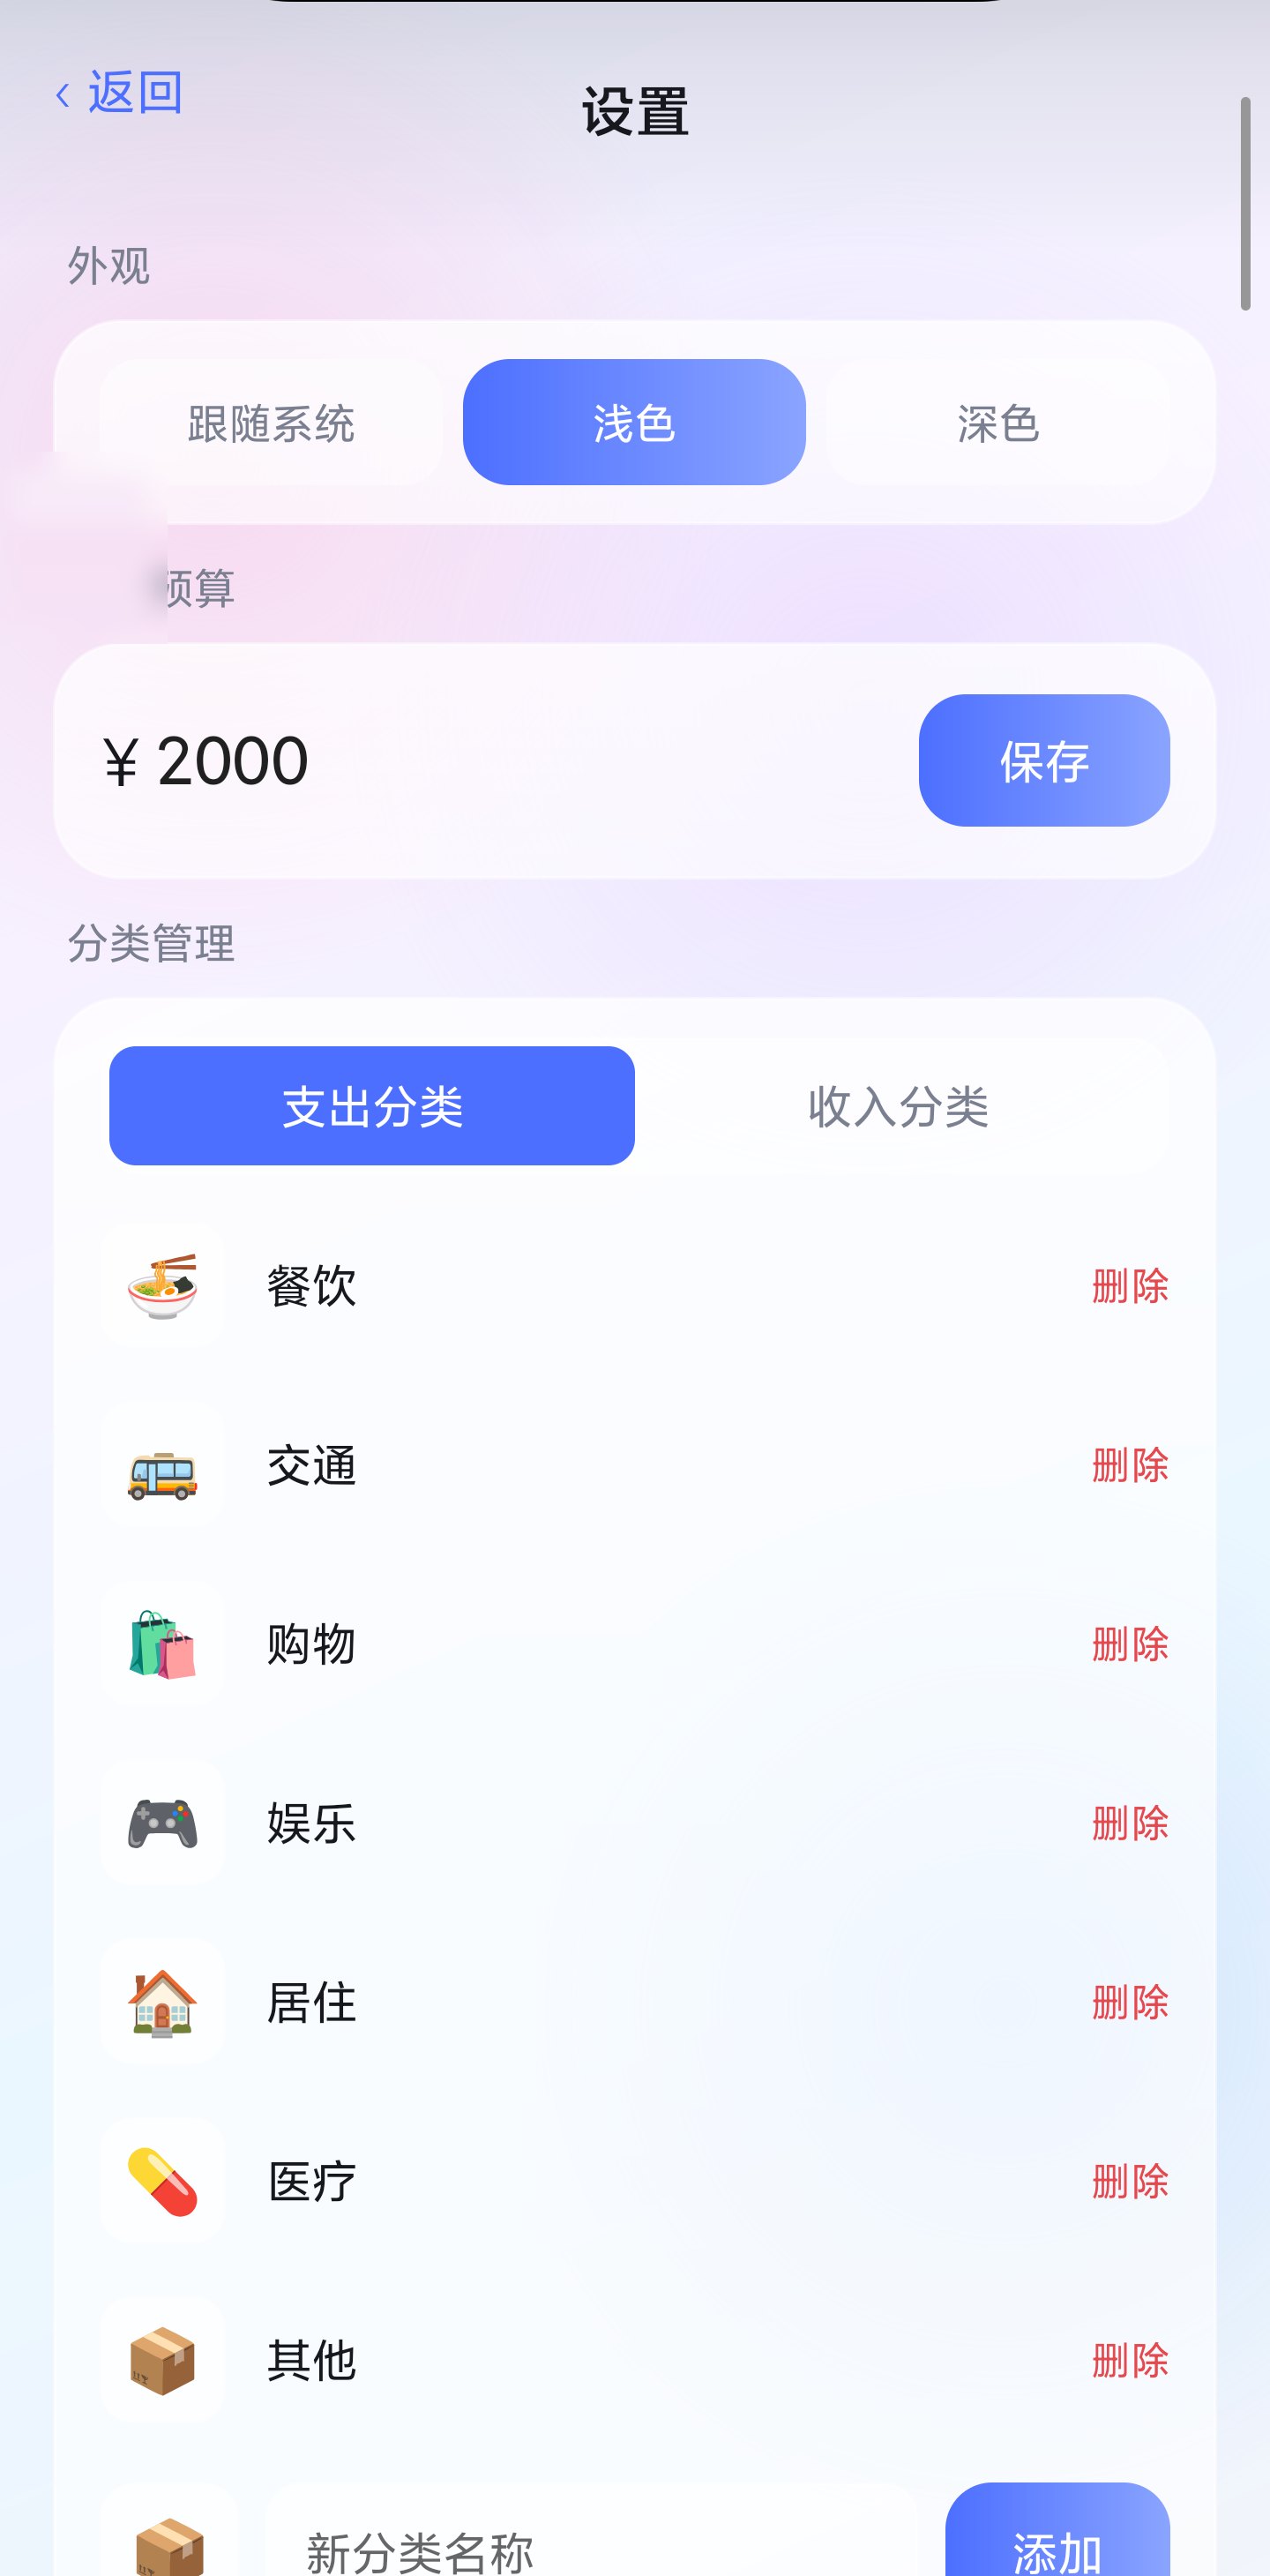 ‹ 返回
设置
外观
跟随系统
浅色
深色
预算
¥ 2000
保存
分类管理
支出分类
收入分类
餐饮
删除
交通
删除
购物
删除
娱乐
删除
居住
删除
医疗
删除
其他
删除
新分类名称
添加